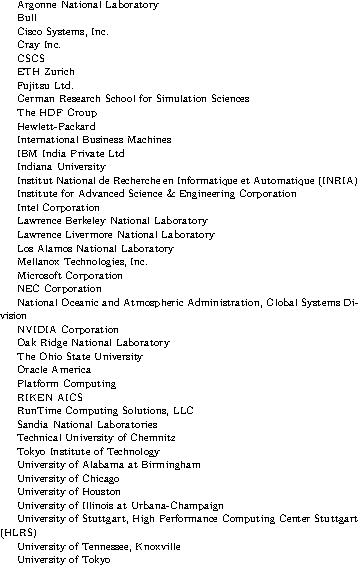 Argonne National Laboratory
Bull
Cisco Systems, Inc.
Cray Inc.
CSCS
ETH Zurich
Fujitsu Ltd.
German Research School for Simulation Sciences
The HDF Group
Hewlett-Packard
International Business Machines
IBM India Private Ltd
Indiana University
Institut National de Recherche en Informatique et Automatique (INRIA)
Institute for Advanced Science & Engineering Corporation
Intel Corporation
Lawrence Berkeley National Laboratory
Lawrence Livermore National Laboratory
Los Alamos National Laboratory
Mellanox Technologies, Inc.
Microsoft Corporation
NEC Corporation
National Oceanic and Atmospheric Administration, Global Systems Di-
vision
NVIDIA Corporation
Oak Ridge National Laboratory
The Ohio State University
Oracle America
Platform Computing
RIKEN AICS
RunTime Computing Solutions, LLC
Sandia National Laboratories
Technical University of Chemnitz
Tokyo Institute of Technology
University of Alabama at Birmingham
University of Chicago
University of Houston
University of Illinois at Urbana-Champaign
University of Stuttgart, High Performance Computing Center Stuttgart
(HLRS)
University of Tennessee, Knoxville
University of Tokyo